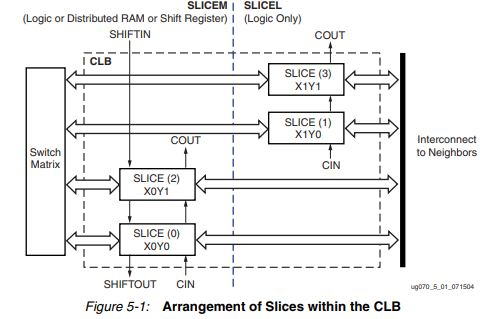 SLICEM
(Logic or Distributed RAM or Shift Register)
SLICEL
(Logic Only)
SHIFTIN
COUT
CLB
SLICE (3)
X1Y1
SLICE (1)
X1Y0
COUT
Interconnect
to Neighbors
Switch
Matrix
CIN
SLICE (2)
X0Y1
SLICE (0)
X0Y0
SHIFTOUT
CIN
ug070_5_01_071504
Figure 5-1: Arrangement of Slices within the CLB